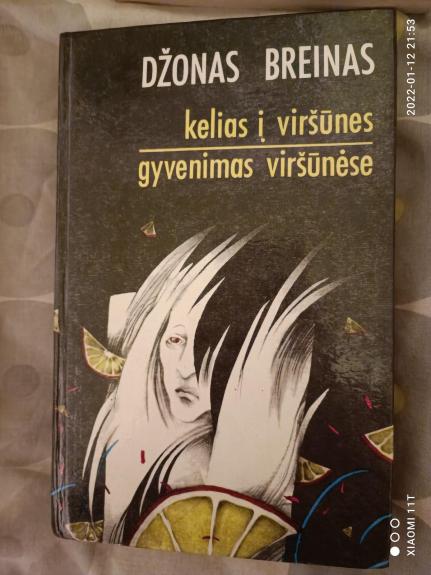 DŽONAS BREINAS
kelias į viršūnes
gyvenimas viršūnėse
2022-01-12 21:53
XIAOMI 11T